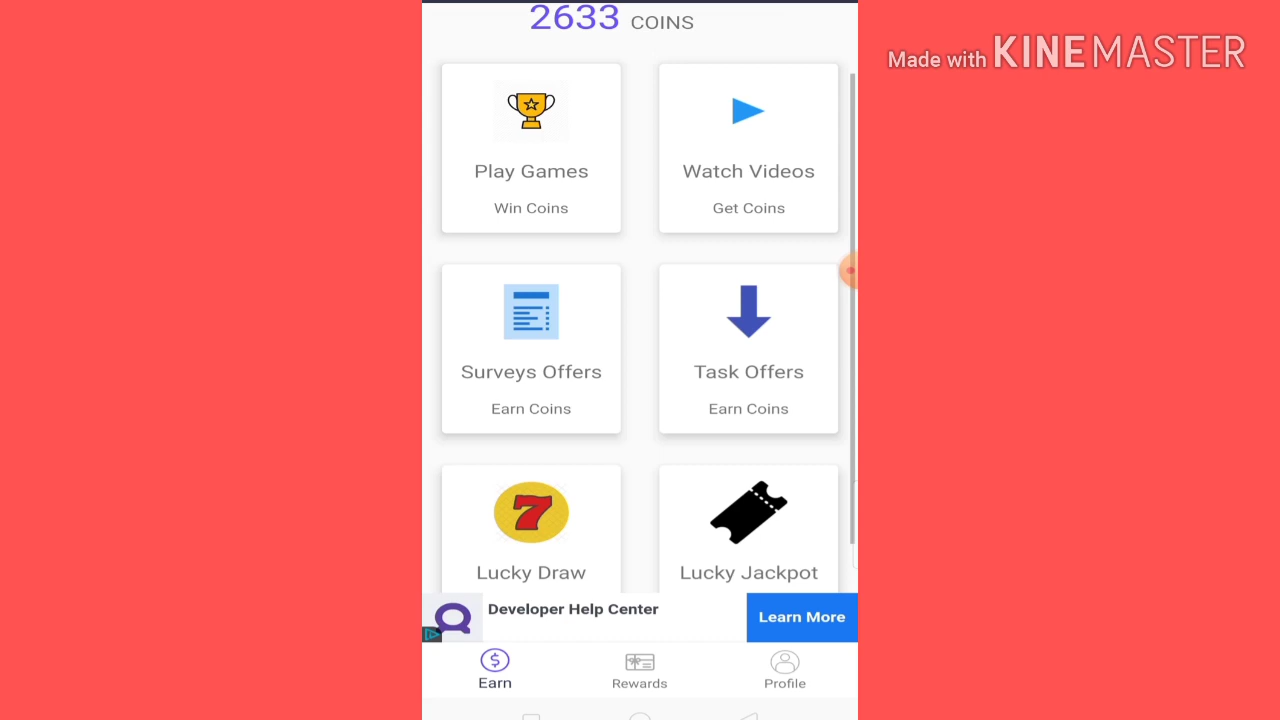 2633 COINS
Made with KINEMASTER
Play Games
Win Coins
Watch Videos
Get Coins
Surveys Offers
Earn Coins
Task Offers
Earn Coins
7
Lucky Draw
Lucky Jackpot
Developer Help Center
Learn More
Earn
Rewards
Profile